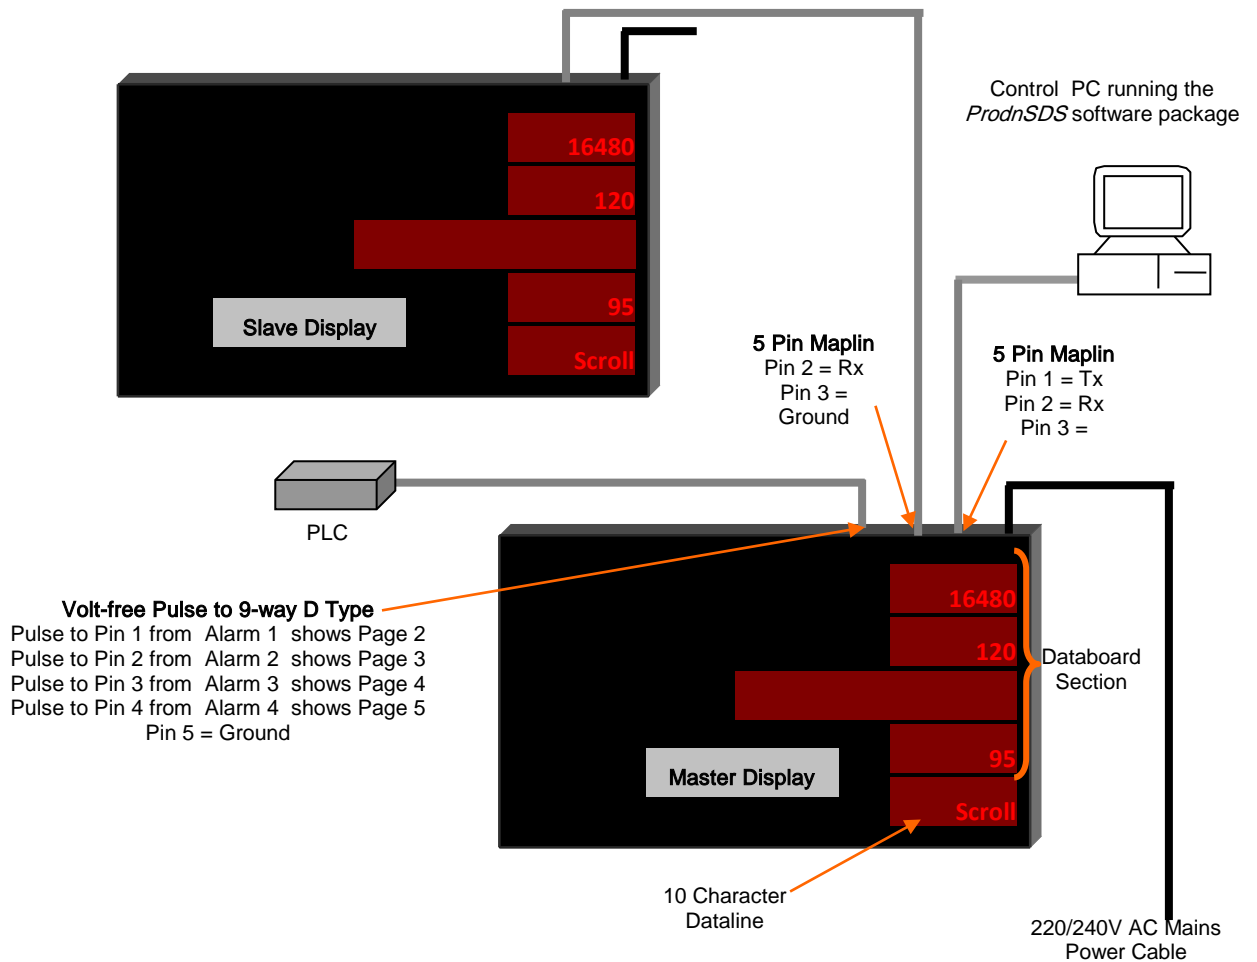 Control PC running the
ProdnSDS software package
16480
120
95
Scroll
Slave Display
5 Pin Maplin
Pin 2 = Rx
Pin 3 =
Ground
5 Pin Maplin
Pin 1 = Tx
Pin 2 = Rx
Pin 3 =
PLC
Volt-free Pulse to 9-way D Type
Pulse to Pin 1 from Alarm 1 shows Page 2
Pulse to Pin 2 from Alarm 2 shows Page 3
Pulse to Pin 3 from Alarm 3 shows Page 4
Pulse to Pin 4 from Alarm 4 shows Page 5
Pin 5 = Ground
16480
120
95
Scroll
Master Display
Databoard
Section
10 Character
Dataline
220/240V AC Mains
Power Cable